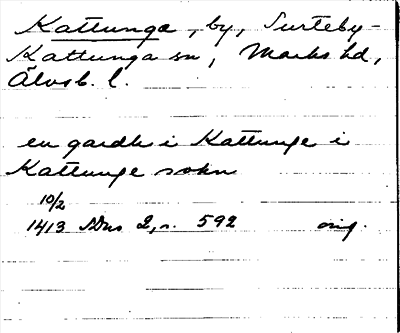 Kattunga, by, Surteby-
Kattunga sn, Marks hd,
Älvsb. l.
en gardh i Kattunge i
Kattunge sokn
10/2
1413 SDns 2, s. 592 orig.